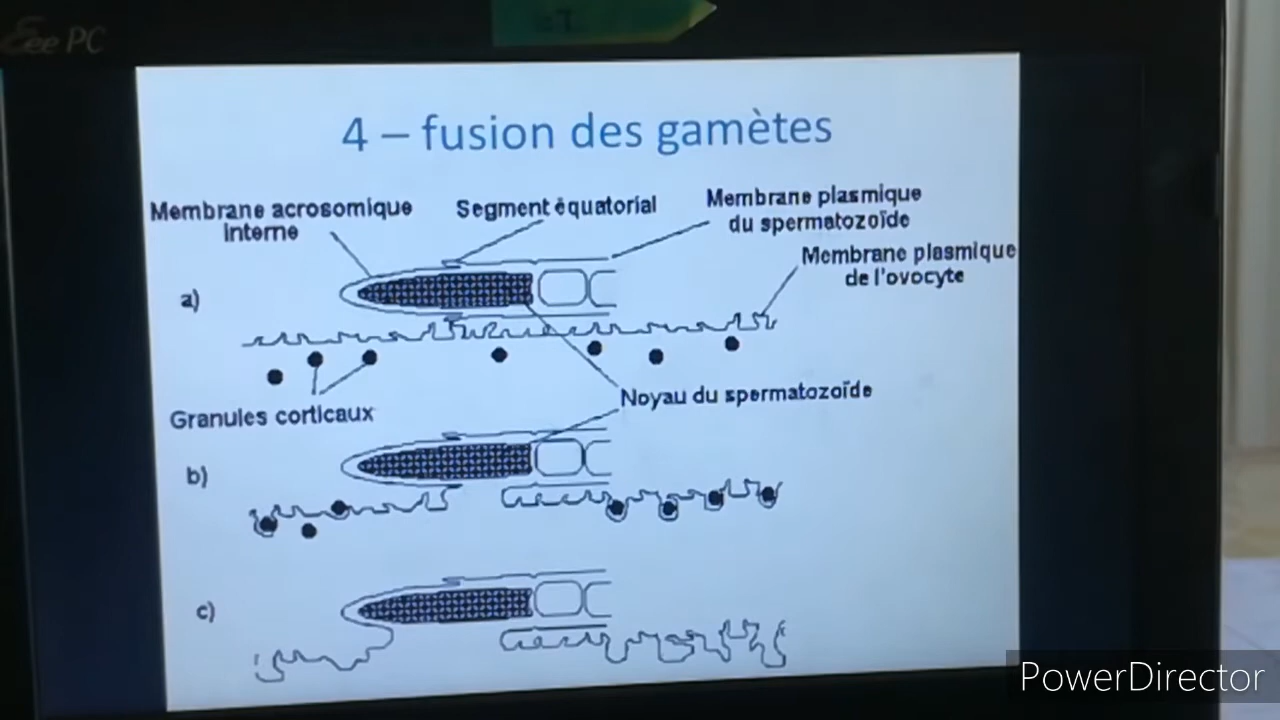 Eee PC
4 – fusion des gamètes
Membrane acrosomique
interne
Segment équatorial
Membrane plasmique
du spermatozoïde
Membrane plasmique
de l'ovocyte
a)
Granules corticaux
Noyau du spermatozoïde
b)
c)
PowerDirector